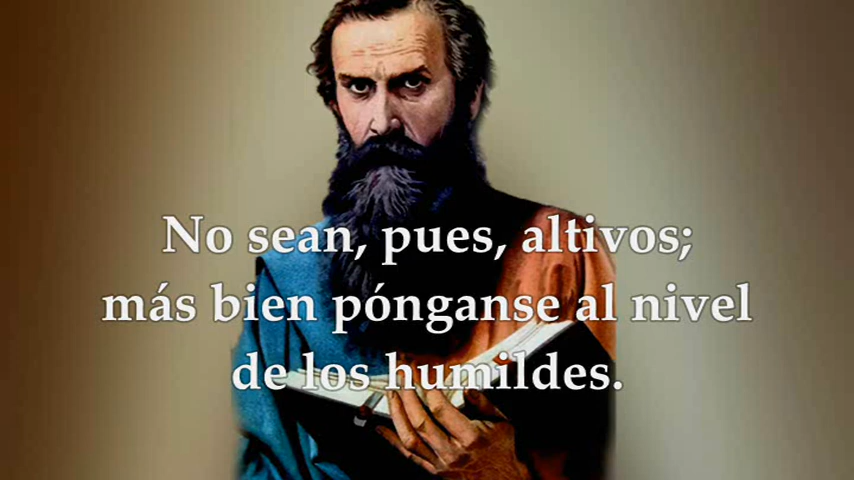 No sean, pues, altivos;
más bien pónganse al nivel
de los humildes.